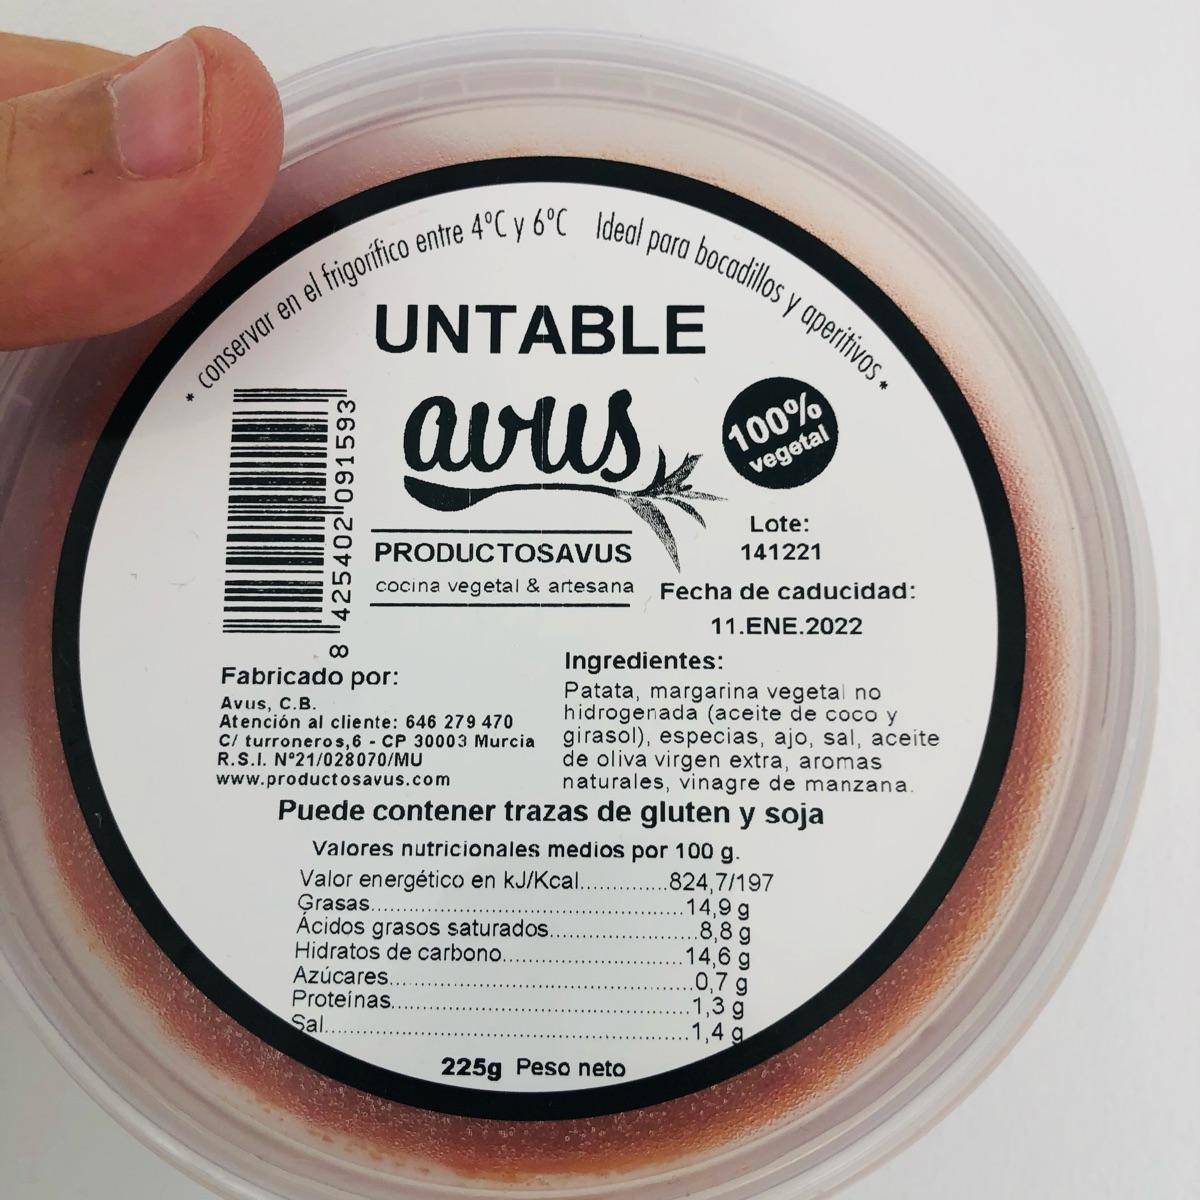 * conservar en el frigorífico entre 4ºC y 6ºC Ideal para bocadillos y aperitivos *
UNTABLE
avus
100%
vegetal
8 425402 091593
PRODUCTOSAVUS
cocina vegetal & artesana
Lote:
141221
Fecha de caducidad:
11.ENE.2022
Fabricado por:
Avus, C.B.
Atención al cliente: 646 279 470
C/ turroneros,6 - CP 30003 Murcia
R.S.I. Nº21/028070/MU
www.productosavus.com
Ingredientes:
Patata, margarina vegetal no
hidrogenada (aceite de coco y
girasol), especias, ajo, sal, aceite
de oliva virgen extra, aromas
naturales, vinagre de manzana.
Puede contener trazas de gluten y soja
Valores nutricionales medios por 100 g.
Valor energético en kJ/Kcal..............824,7/197
Grasas..................................................14,9 g
Ácidos grasos saturados........................8,8 g
Hidratos de carbono.............................14,6 g
Azúcares.................................................0,7 g
Proteínas.................................................1,3 g
Sal............................................................1,4 g
225g Peso neto